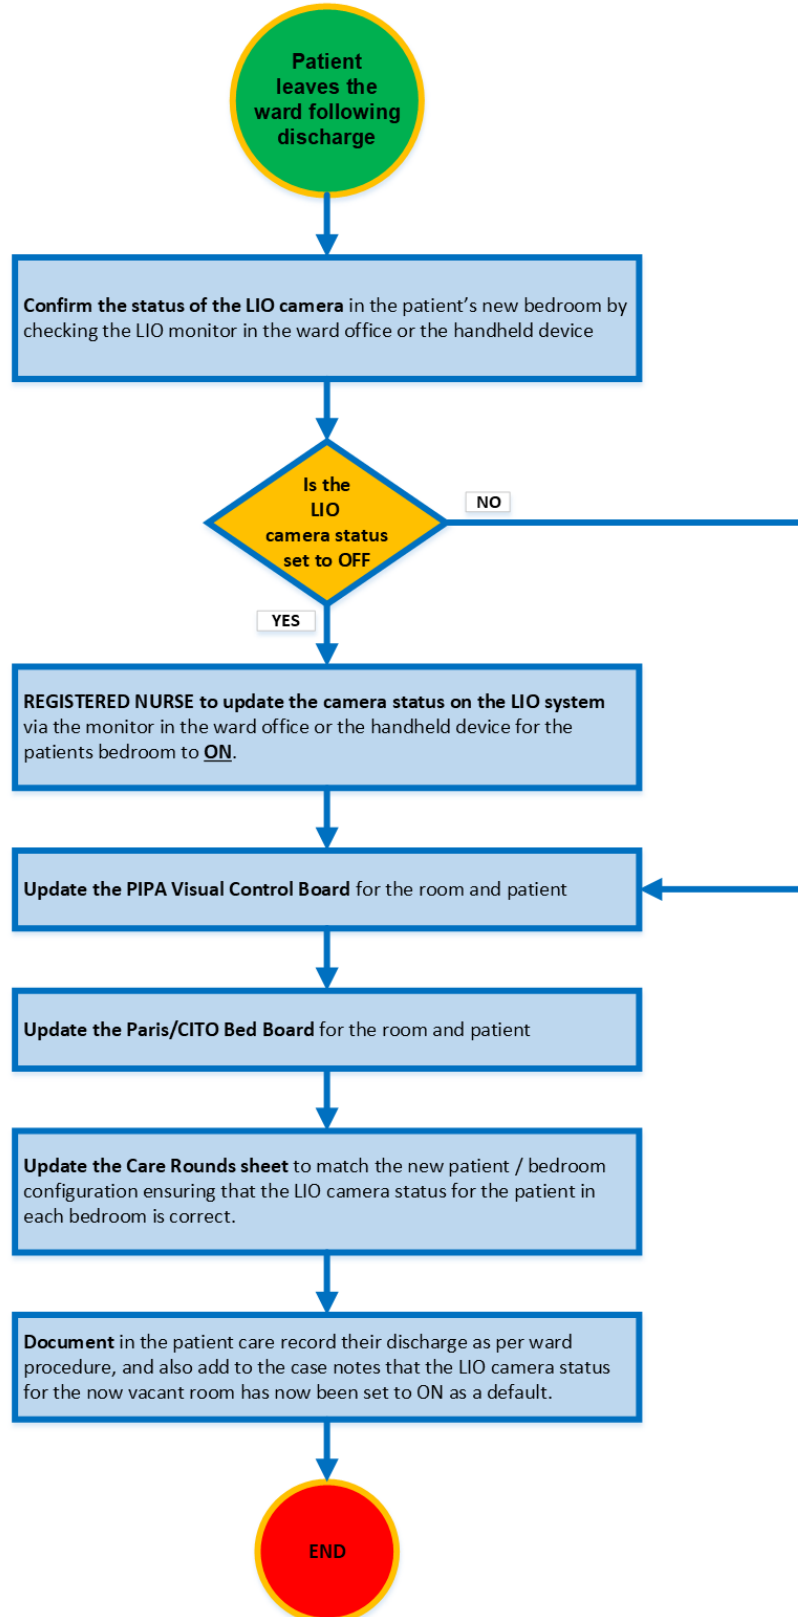 Patient
leaves the
ward following
discharge
Confirm the status of the LIO camera in the patient's new bedroom by
checking the LIO monitor in the ward office or the handheld device
Is the
LIO
camera status
set to OFF
NO
YES
REGISTERED NURSE to update the camera status on the LIO system
via the monitor in the ward office or the handheld device for the
patients bedroom to ON.
Update the PIPA Visual Control Board for the room and patient
Update the Paris/CITO Bed Board for the room and patient
Update the Care Rounds sheet to match the new patient / bedroom
configuration ensuring that the LIO camera status for the patient in
each bedroom is correct.
Document in the patient care record their discharge as per ward
procedure, and also add to the case notes that the LIO camera status
for the now vacant room has now been set to ON as a default.
END